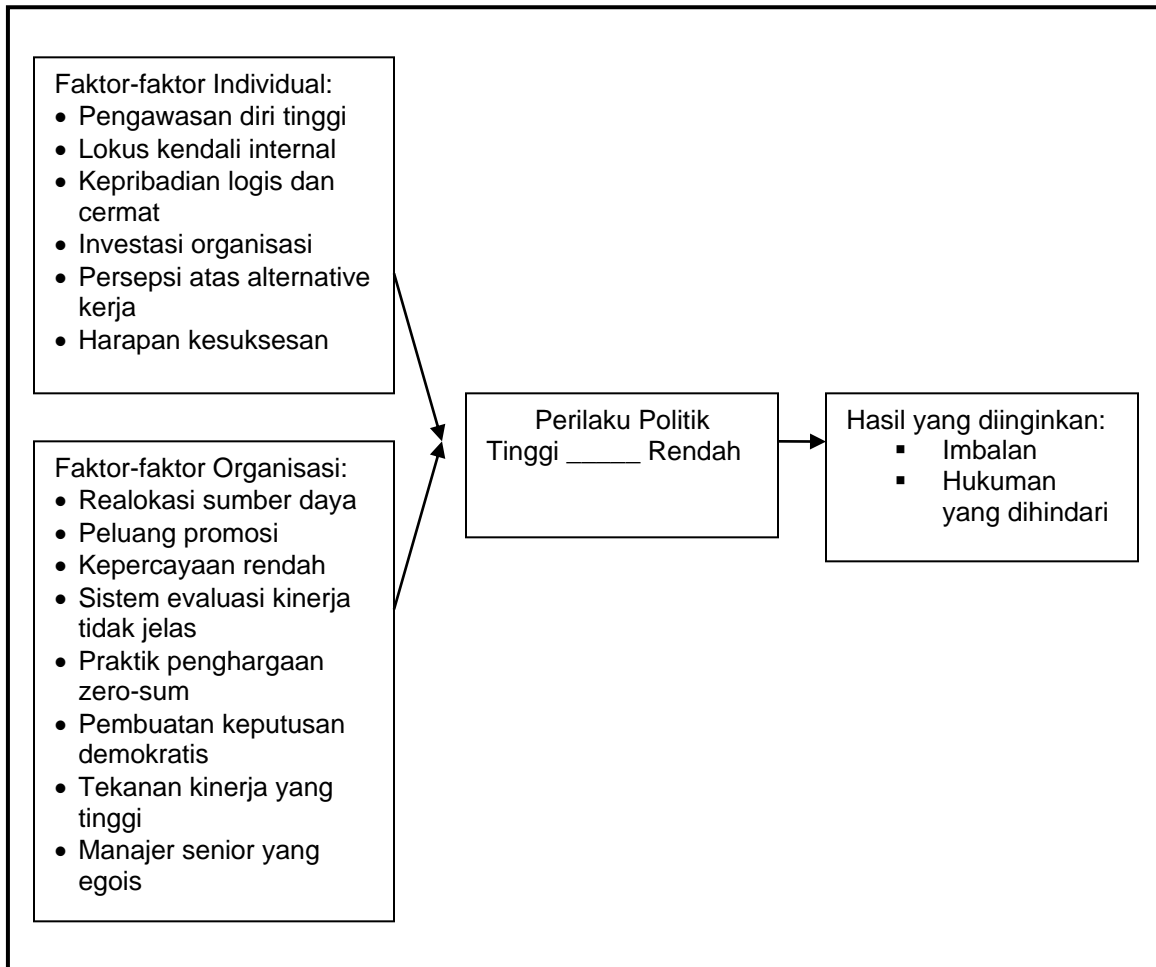 Faktor-faktor Individual:
• Pengawasan diri tinggi
• Lokus kendali internal
• Kepribadian logis dan
cermat
• Investasi organisasi
• Persepsi atas alternative
kerja
• Harapan kesuksesan
Faktor-faktor Organisasi:
• Realokasi sumber daya
• Peluang promosi
• Kepercayaan rendah
• Sistem evaluasi kinerja
tidak jelas
• Praktik penghargaan
zero-sum
• Pembuatan keputusan
demokratis
• Tekanan kinerja yang
tinggi
• Manajer senior yang
egois
Perilaku Politik
Tinggi _____ Rendah
Hasil yang diinginkan:
▪ Imbalan
▪ Hukuman
yang dihindari